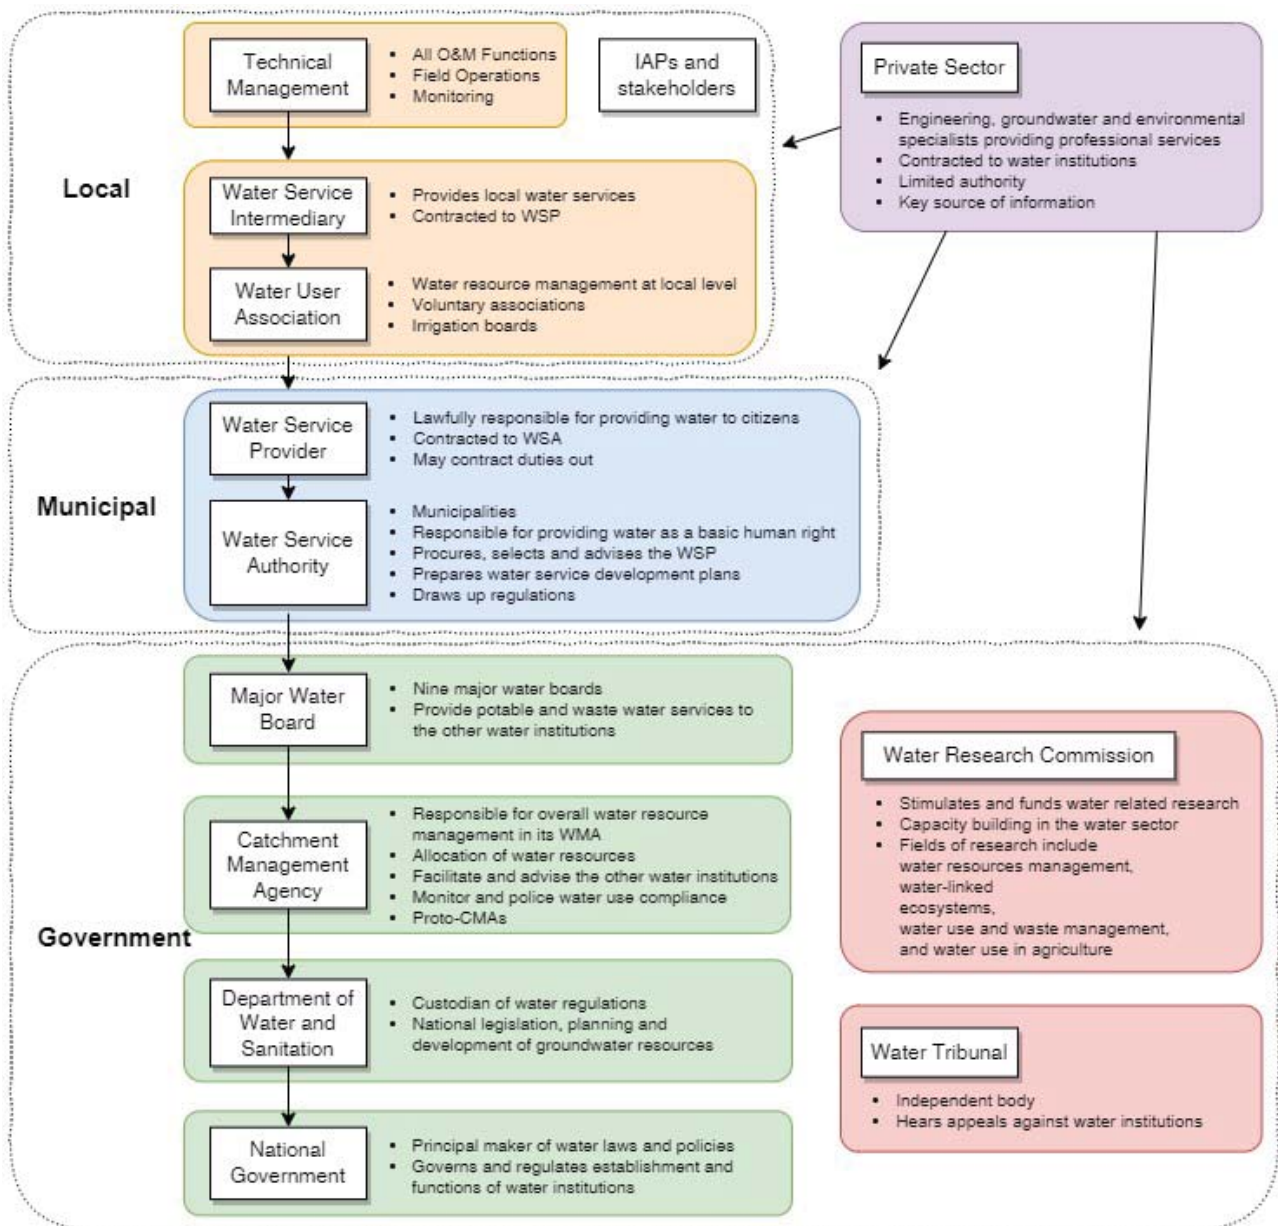 Technical
Management
▪ All O&M Functions
▪ Field Operations
▪ Monitoring
IAPs and
stakeholders
Private Sector
▪ Engineering, groundwater and environmental
specialists providing professional services
▪ Contracted to water institutions
▪ Limited authority
▪ Key source of information
Local
Water Service
Intermediary
▪ Provides local water services
▪ Contracted to WSP
Water User
Association
▪ Water resource management at local level
▪ Voluntary associations
▪ Irrigation boards
Municipal
Water Service
Provider
▪ Lawfully responsible for providing water to citizens
▪ Contracted to WSA
▪ May contract duties out
Water Service
Authority
▪ Municipalities
▪ Responsible for providing water as a basic human right
▪ Procures, selects and advises the WSP
▪ Prepares water service development plans
▪ Draws up regulations
Government
Major Water
Board
▪ Nine major water boards
▪ Provide potable and waste water services to
the other water institutions
Catchment
Management
Agency
▪ Responsible for overall water resource
management in its WMA
▪ Allocation of water resources
▪ Facilitate and advise the other water institutions
▪ Monitor and police water use compliance
▪ Proto-CMAs
Department of
Water and
Sanitation
▪ Custodian of water regulations
▪ National legislation, planning and
development of groundwater resources
National
Government
▪ Principal maker of water laws and policies
▪ Governs and regulates establishment and
functions of water institutions
Water Research Commission
▪ Stimulates and funds water related research
▪ Capacity building in the water sector
▪ Fields of research include
water resources management,
water-linked
ecosystems,
water use and waste management,
and water use in agriculture
Water Tribunal
▪ Independent body
▪ Hears appeals against water institutions